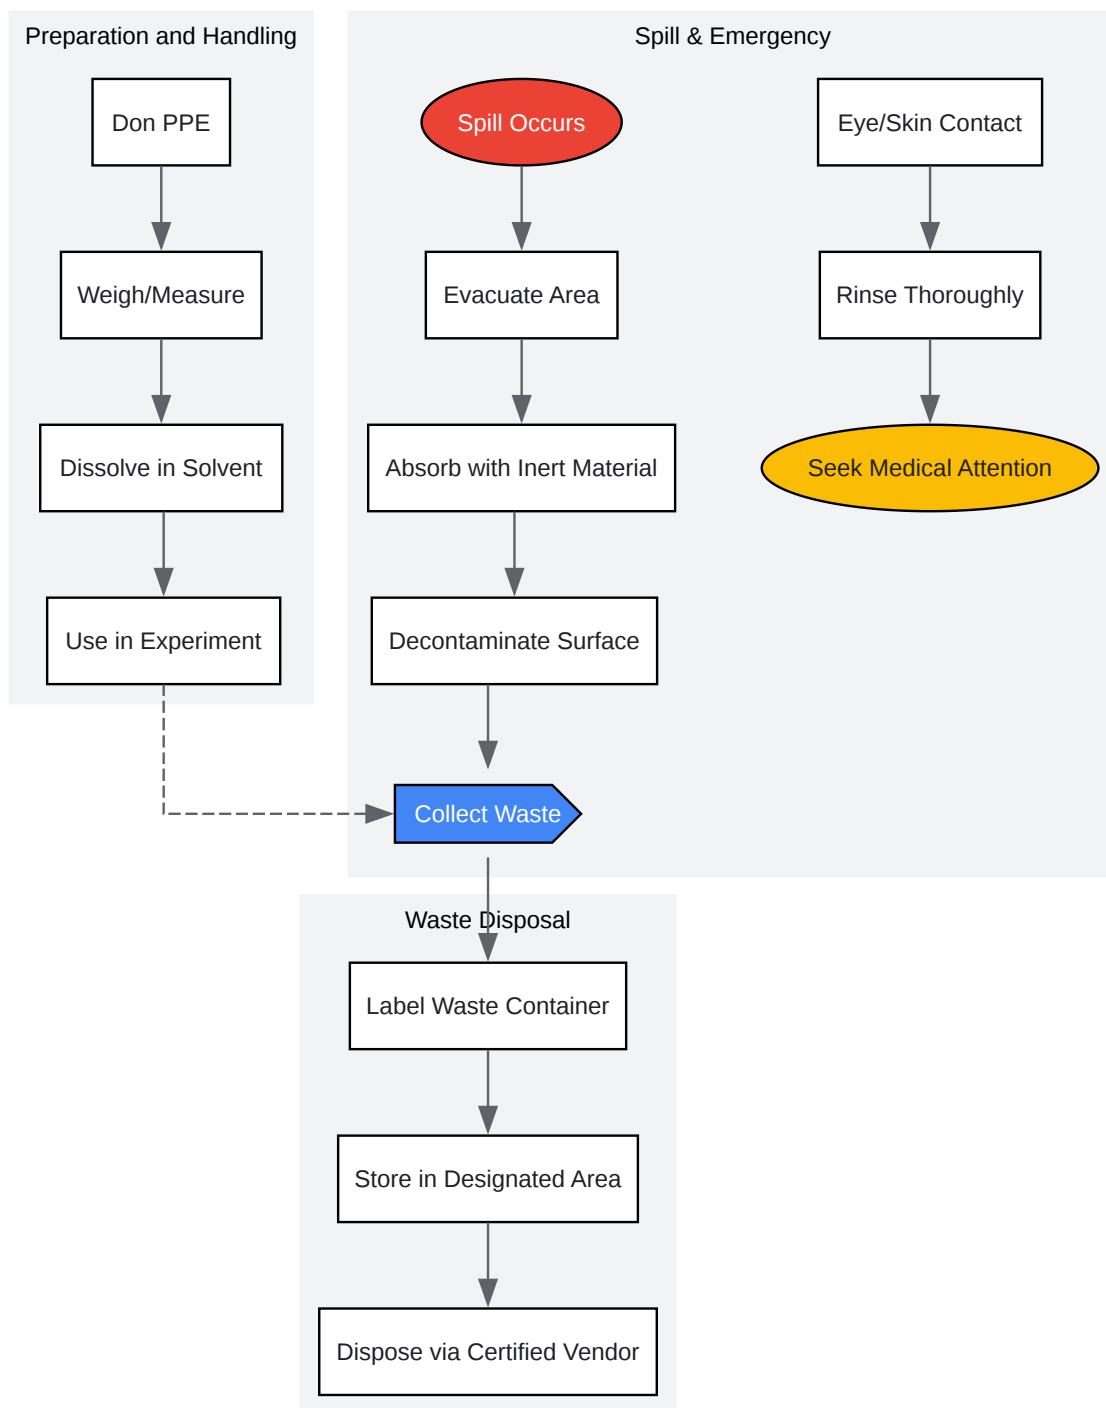 Preparation and Handling
Don PPE
Weigh/Measure
Dissolve in Solvent
Use in Experiment
Spill & Emergency
Spill Occurs
Evacuate Area
Absorb with Inert Material
Decontaminate Surface
Collect Waste
Eye/Skin Contact
Rinse Thoroughly
Seek Medical Attention
Waste Disposal
Label Waste Container
Store in Designated Area
Dispose via Certified Vendor